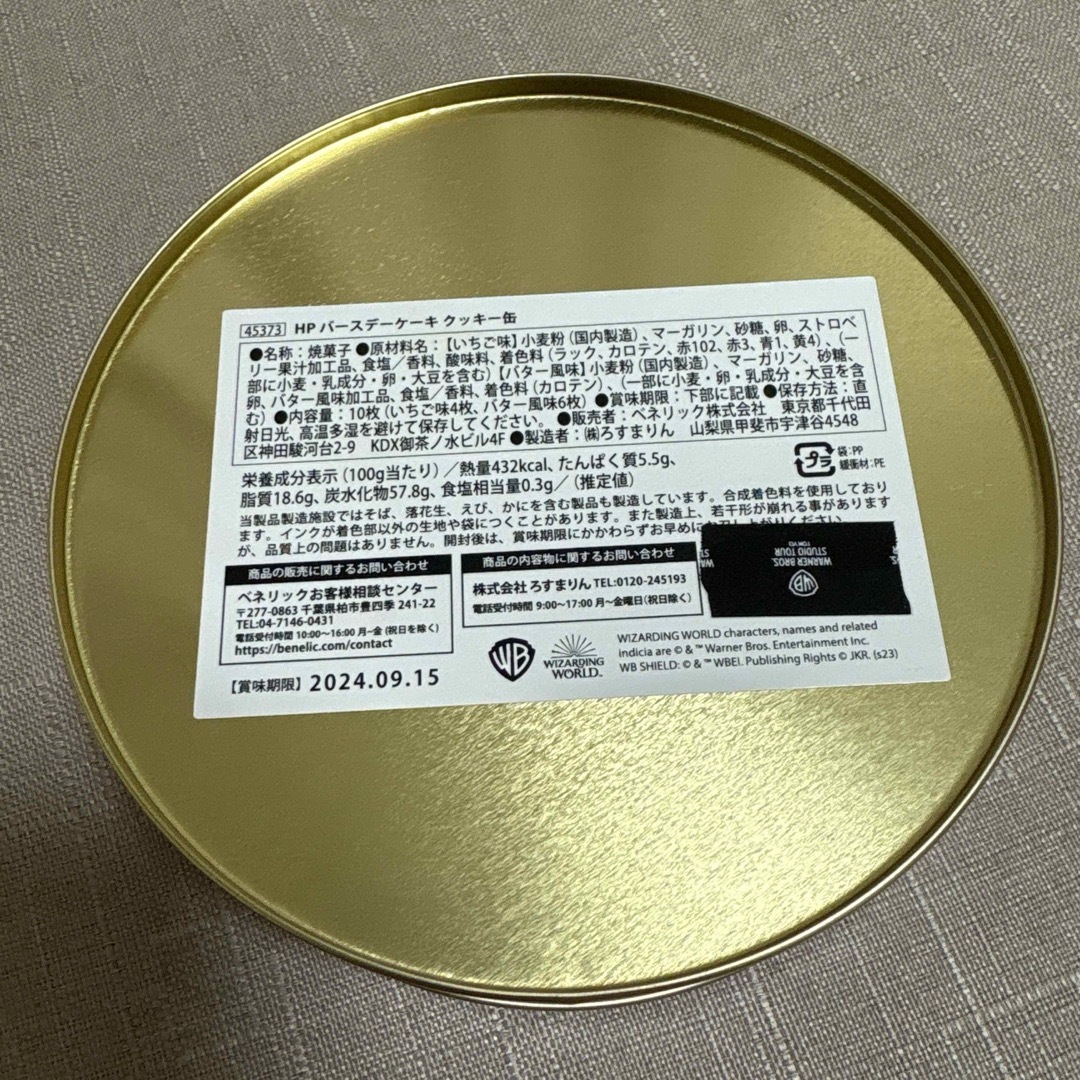 45373 HP バースデーケーキ クッキー缶
●名称：焼菓子 ●原材料名：【いちご味】小麦粉（国内製造）、マーガリン、砂糖、卵、ストロベ
リー果汁加工品、食塩／香料、酸味料、着色料（ラック、カロテン、赤102、赤3、青1、黄4）、（一
部に小麦・乳成分・卵・大豆を含む）【バター風味】小麦粉（国内製造）、マーガリン、砂糖、
卵、バター風味加工品、食塩／香料、着色料（カロテン）、（一部に小麦・卵・乳成分・大豆を含
む）●内容量：10枚（いちご味4枚、バター風味6枚）●賞味期限：下部に記載 ●保存方法：直
射日光、高温多湿を避けて保存してください。●販売者：ベネリック株式会社 東京都千代田
区神田駿河台2-9 KDX御茶ノ水ビル4F ●製造者：㈱ろすまりん 山梨県甲斐市宇津谷4548
栄養成分表示（100g当たり）／熱量432kcal、たんぱく質5.5g、
脂質18.6g、炭水化物57.8g、食塩相当量0.3g／（推定値）
プラ 袋：PP
緩衝材：PE
当製品製造施設ではそば、落花生、えび、かにを含む製品も製造しています。合成着色料を使用しており
ます。インクが着色部以外の生地や袋につくことがあります。また製造上、若干形が崩れる事があります
が、品質上の問題はありません。開封後は、賞味期限にかかわらずお早めにお召し上がりください。
商品の販売に関するお問い合わせ
ベネリックお客様相談センター
〒277-0863 千葉県柏市豊四季 241-22
TEL:04-7146-0431
電話受付時間 10:00～16:00 月～金（祝日を除く）
https://benelic.com/contact
商品の内容物に関するお問い合わせ
株式会社 ろすまりん TEL:0120-245193
電話受付時間 9:00～17:00 月～金曜日（祝日除く）
WB
WARNER BROS.
STUDIO TOUR
TOKYO
WB
WIZARDING
WORLD
WIZARDING WORLD characters, names and related
indicia are © & ™ Warner Bros. Entertainment Inc.
WB SHIELD: © & ™ WBEI. Publishing Rights © JKR. (s23)
【賞味期限】2024.09.15